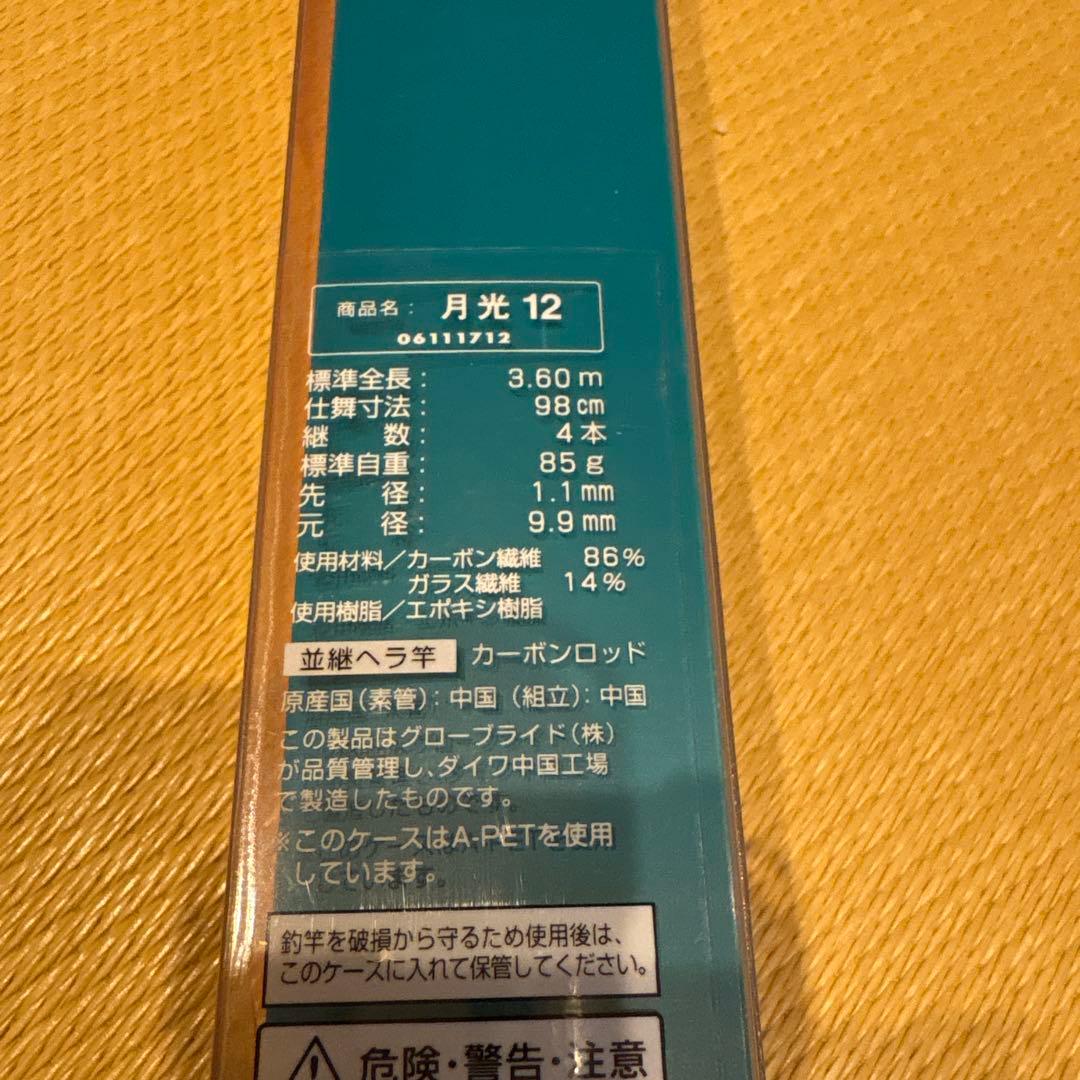 商品名： 月光 12
06111712
標準全長： 3.60 m
仕舞寸法： 98 cm
継　数： 4 本
標準自重： 85 g
先　径： 1.1 mm
元　径： 9.9 mm
使用材料／カーボン繊維 86%
ガラス繊維 14%
使用樹脂／エポキシ樹脂
並継ヘラ竿 カーボンロッド
原産国（素管）：中国（組立）：中国
この製品はグローブライド（株）
が品質管理し、ダイワ中国工場
で製造したものです。
※このケースはA-PETを使用
しています。
釣竿を破損から守るため使用後は、
このケースに入れて保管してください。
危険・警告・注意